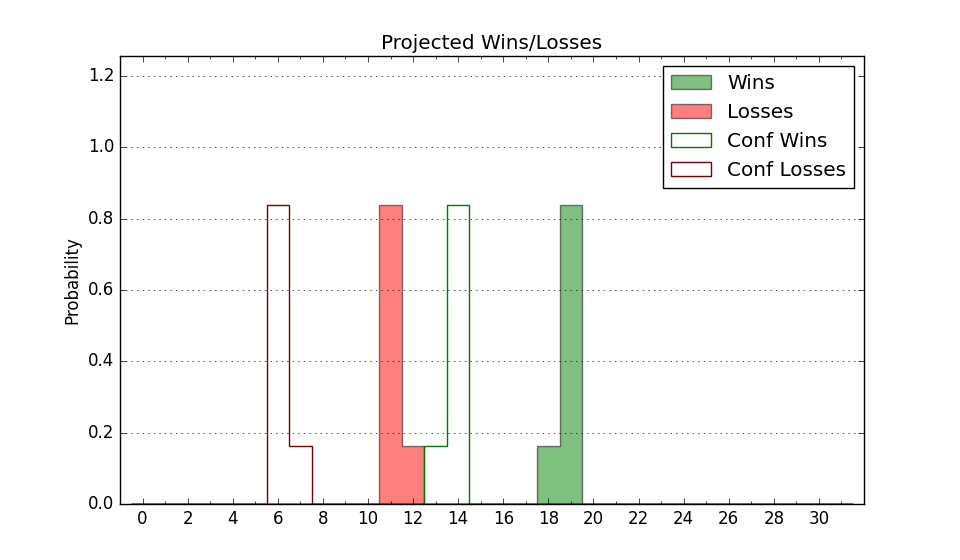 Projected Wins/Losses
1.2
1.0
0.8
0.6
0.4
0.2
0.0
Probability
Wins
Losses
Conf Wins
Conf Losses
0 2 4 6 8 10 12 14 16 18 20 22 24 26 28 30